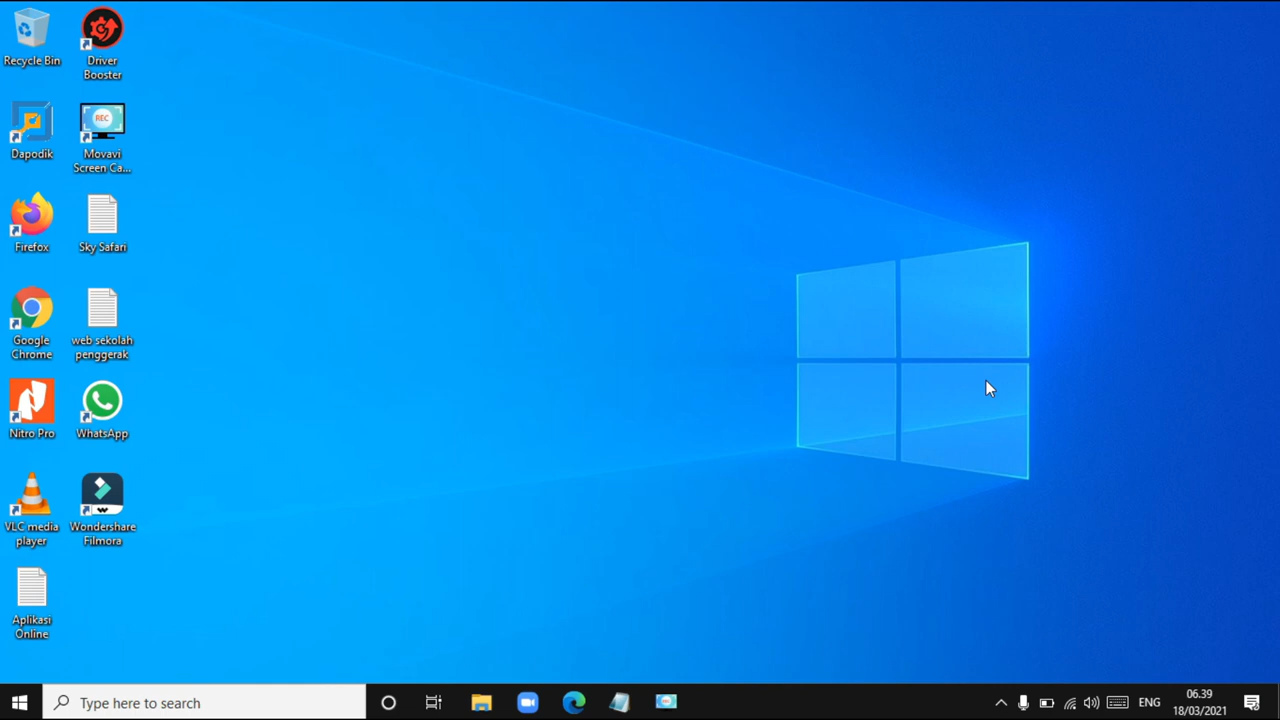 Recycle Bin
Driver
Booster
Dapodik
REC
Movavi
Screen Ca...
Firefox
Sky Safari
Google
Chrome
web sekolah
penggerak
Nitro Pro
WhatsApp
VLC media
player
Wondershare
Filmora
Aplikasi
Online
Type here to search
ENG
06.39
18/03/2021